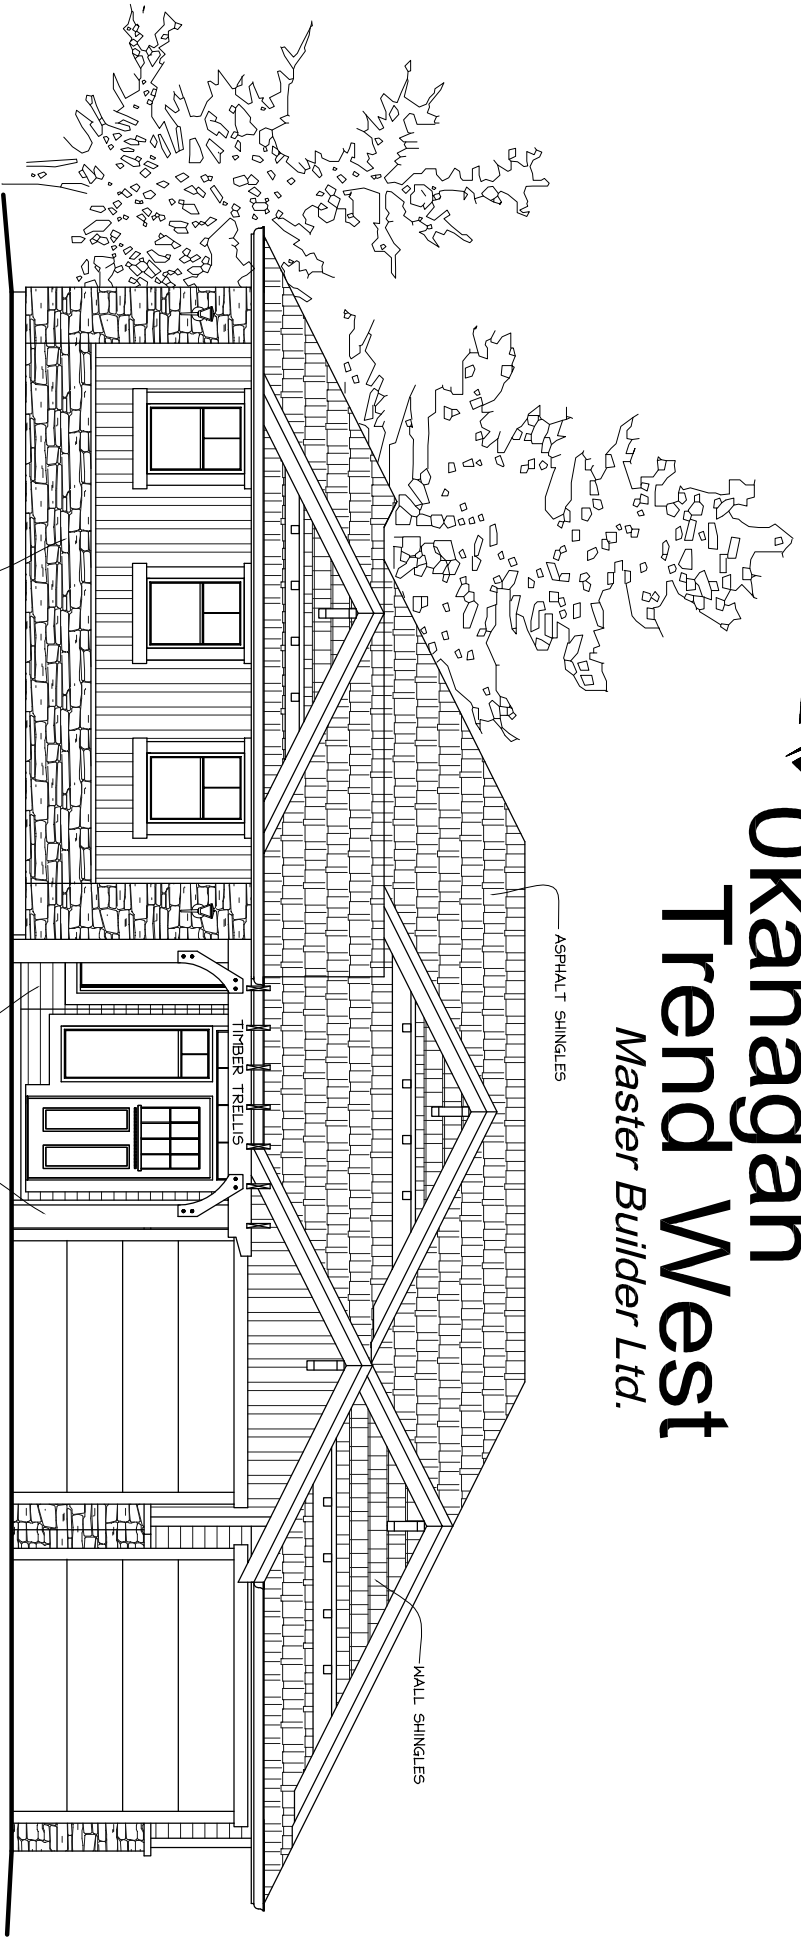 Okanagan
Trend West
Master Builder Ltd.
ASPHALT SHINGLES
WALL SHINGLES
TIMBER TRELLIS